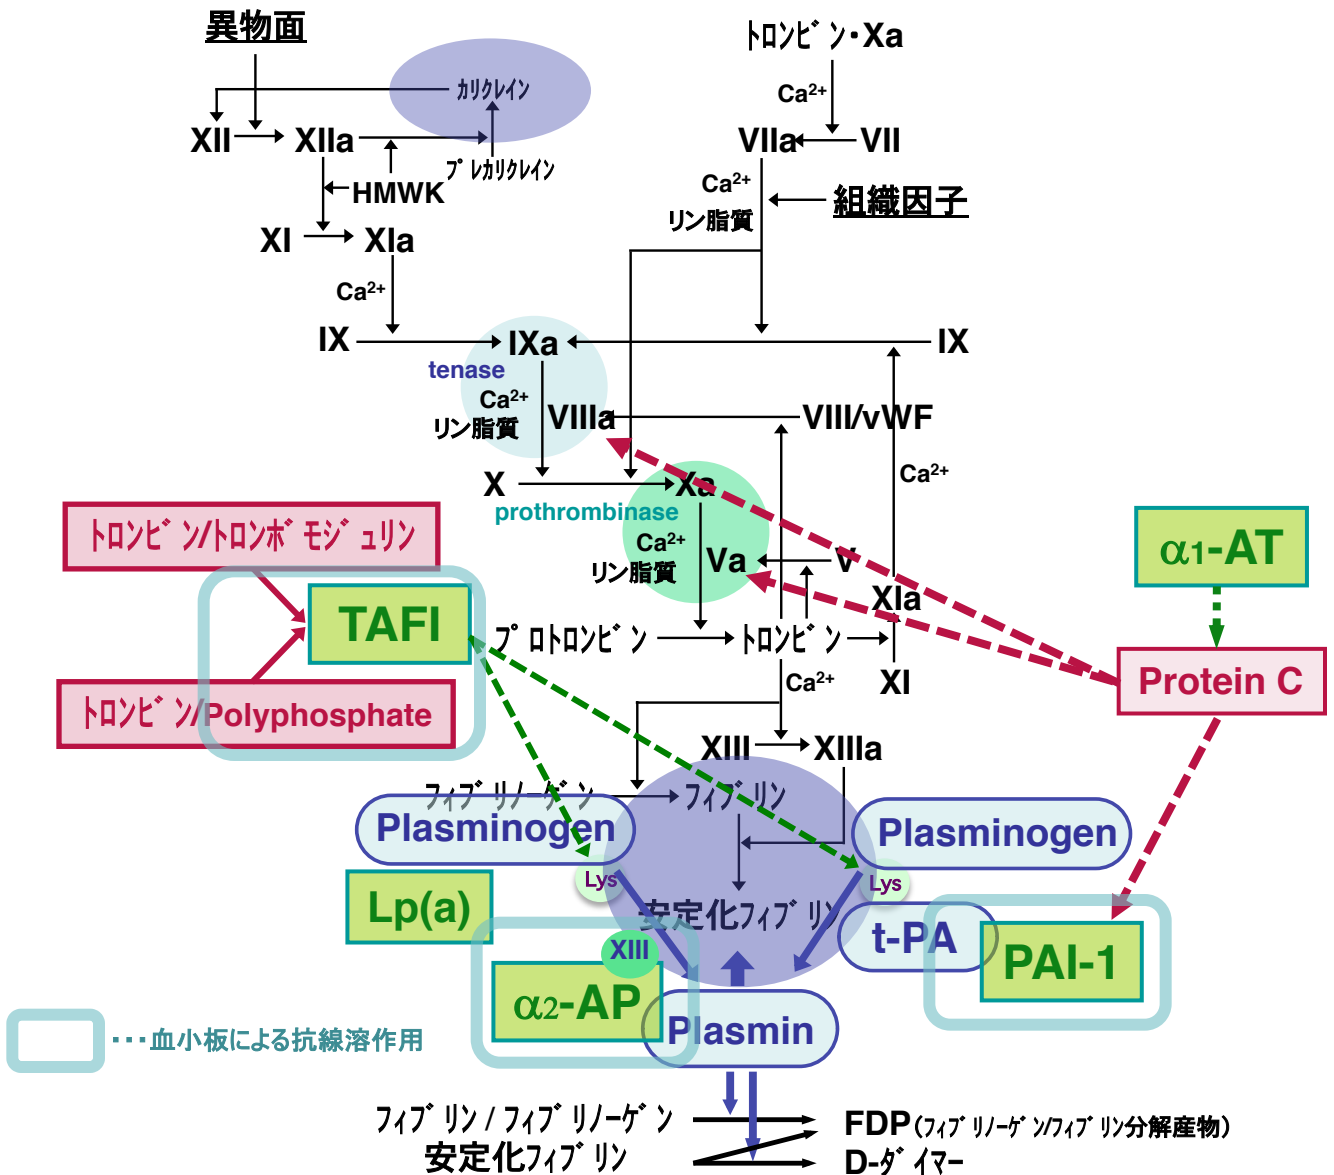 異物面
トロンビン・Xa
カリクレイン
Ca2+
XII
XIIa
VIIa
VII
プレカリクレイン
HMWK
Ca2+
組織因子
リン脂質
XI
XIa
Ca2+
IX
IXa
IX
tenase
Ca2+
VIIIa
VIII/vWF
リン脂質
Ca2+
X
Xa
prothrombinase
トロンビン/トロンボモジュリン
Ca2+
Va
V
リン脂質
α1-AT
XIa
TAFI
プロトロンビン
トロンビン
Ca2+
XI
Protein C
トロンビン/Polyphosphate
XIII
XIIIa
フィブリノーゲン
フィブリン
Plasminogen
Plasminogen
Lys
Lys
Lp(a)
安定化フィブリン
t-PA
XIII
PAI-1
α2-AP
Plasmin
・・・血小板による抗線溶作用
フィブリン / フィブリノーゲン
FDP(フィブリノーゲン/フィブリン分解産物)
安定化フィブリン
D-ダイマー